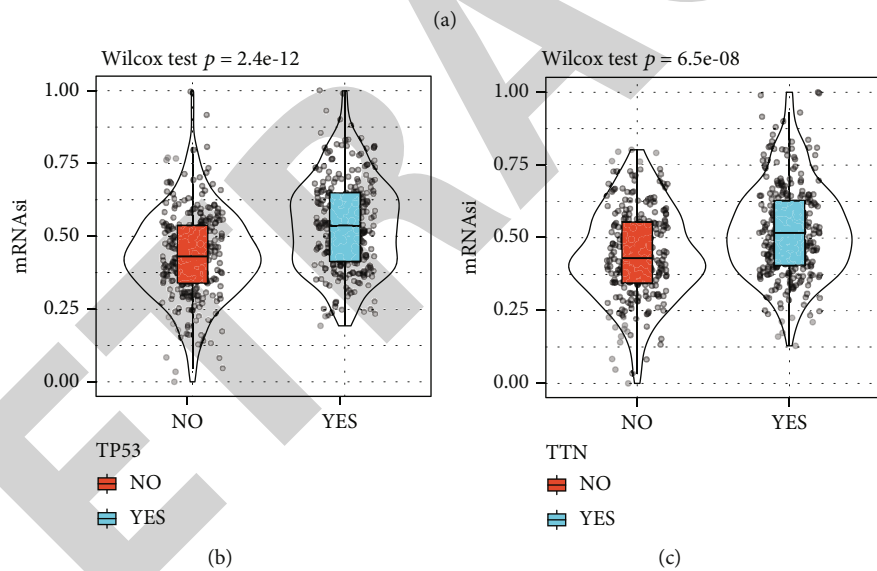 (a)
Wilcox test p = 2.4e-12
1.00
0.75
0.50
0.25
0.00
mRNAsi
NO YES
TP53
NO
YES
(b)
Wilcox test p = 6.5e-08
1.00
0.75
0.50
0.25
0.00
mRNAsi
NO YES
TTN
NO
YES
(c)
ETRA